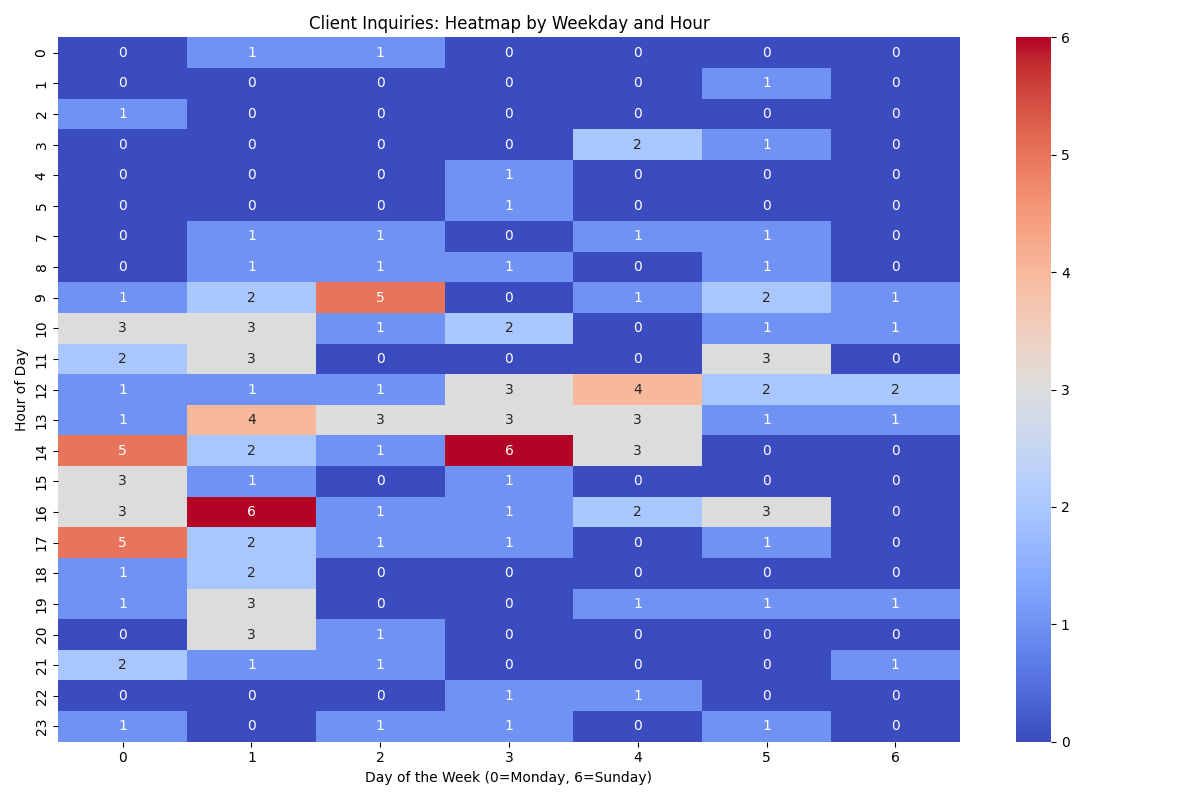 Client Inquiries: Heatmap by Weekday and Hour
Hour of Day
0 0 1 1 0 0 0 0
1 0 0 0 0 0 1 0
2 1 0 0 0 0 0 0
3 0 0 0 0 2 1 0
4 0 0 0 1 0 0 0
5 0 0 0 1 0 0 0
7 0 1 1 0 1 1 0
8 0 1 1 1 0 1 0
9 1 2 5 0 1 2 1
10 3 3 1 2 0 1 1
11 2 3 0 0 0 3 0
12 1 1 1 3 4 2 2
13 1 4 3 3 3 1 1
14 5 2 1 6 3 0 0
15 3 1 0 1 0 0 0
16 3 6 1 1 2 3 0
17 5 2 1 1 0 1 0
18 1 2 0 0 0 0 0
19 1 3 0 0 1 1 1
20 0 3 1 0 0 0 0
21 2 1 1 0 0 0 1
22 0 0 0 1 1 0 0
23 1 0 1 1 0 1 0
0 1 2 3 4 5 6
Day of the Week (0=Monday, 6=Sunday)
6
5
4
3
2
1
0